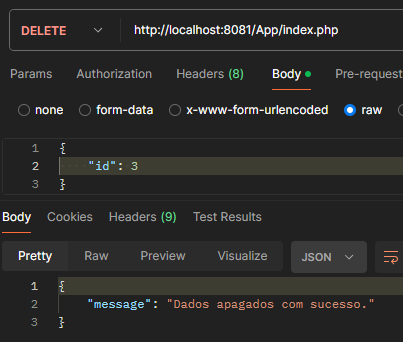 DELETE http://localhost:8081/App/index.php
Params Authorization Headers (8) Body Pre-request
none form-data x-www-form-urlencoded raw
1 {
2 "id": 3
3 }
Body Cookies Headers (9) Test Results
Pretty Raw Preview Visualize JSON
1 {
2 "message": "Dados apagados com sucesso."
3 }